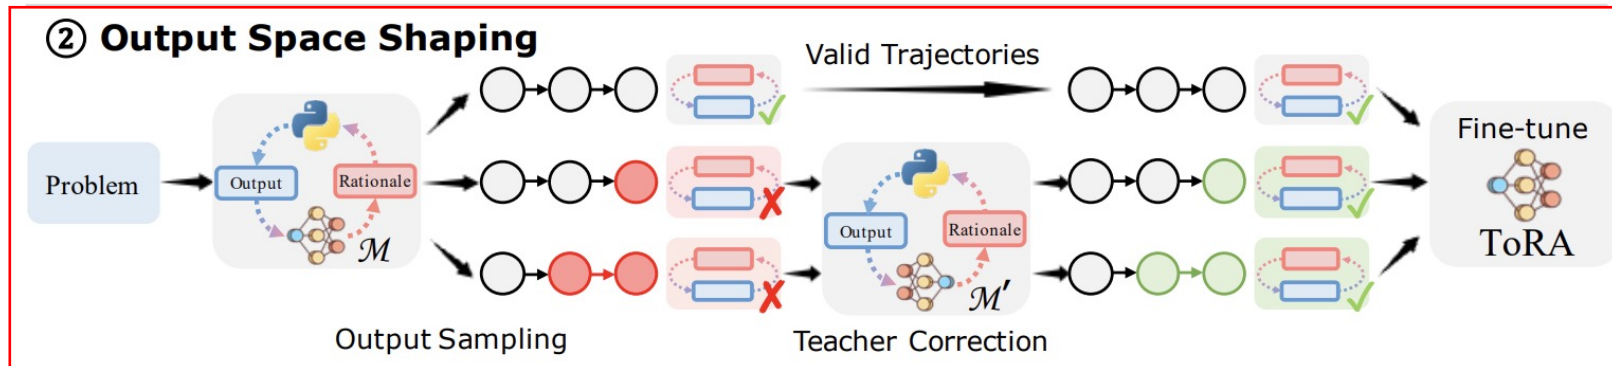 ② Output Space Shaping
Valid Trajectories
Problem
Output
Rationale
ℳ
Output
Rationale
ℳ′
Fine-tune
ToRA
Output Sampling
Teacher Correction